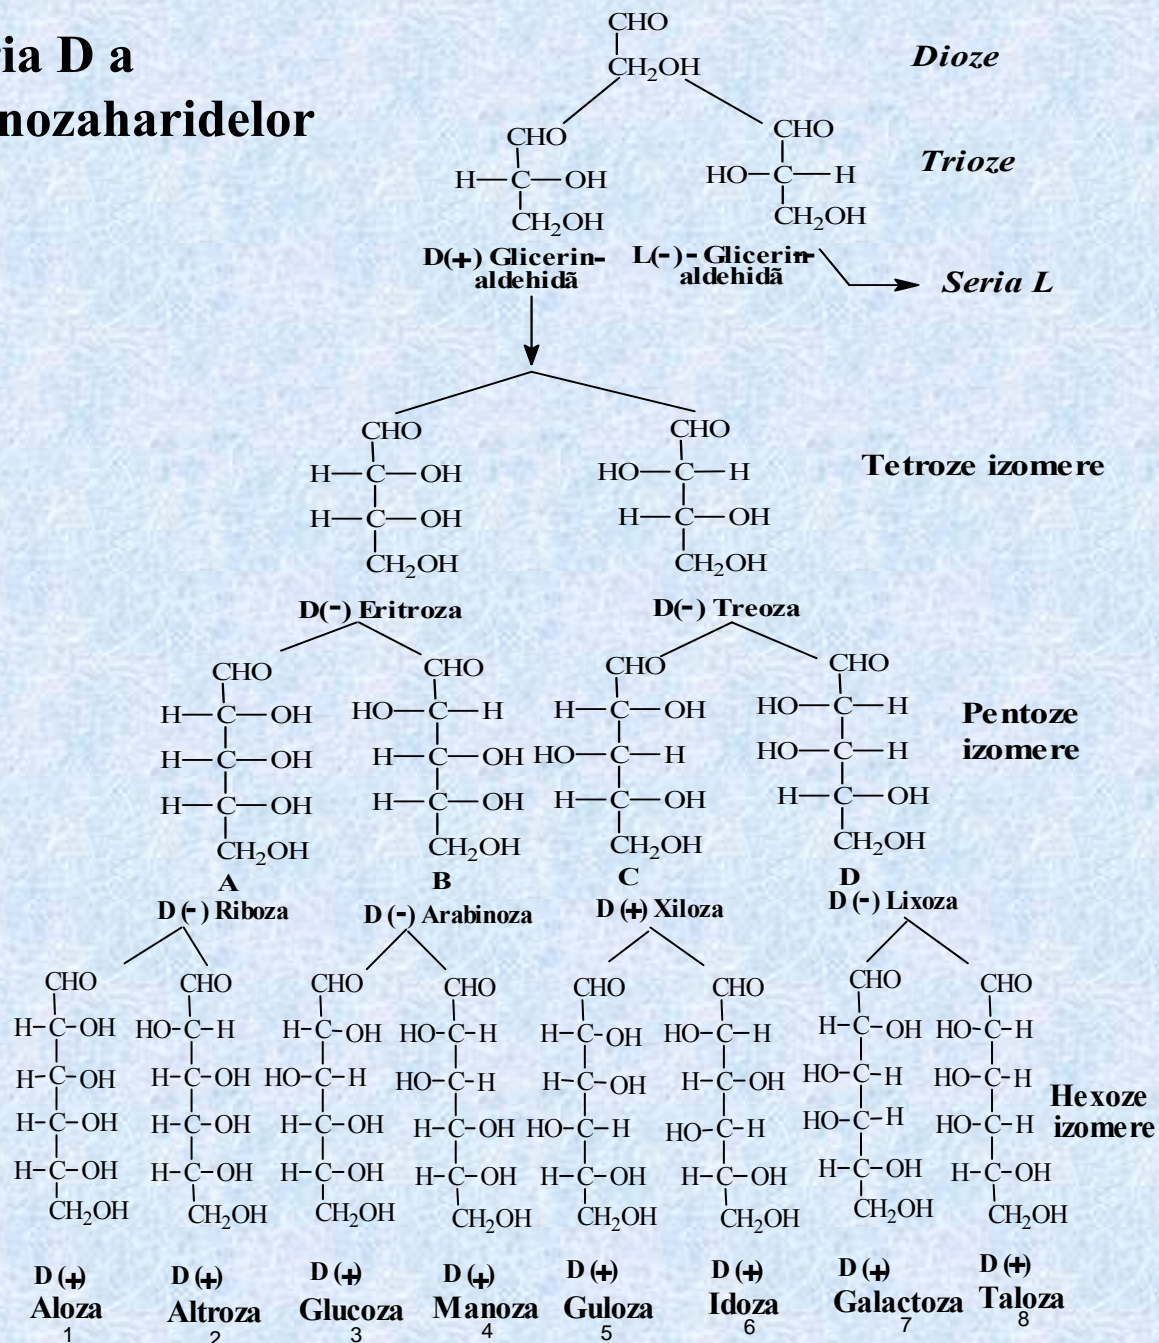 ria D a
nozaharidelor
CHO
CH₂OH
Dioze
CHO
H—C—OH
CH₂OH
CHO
HO—C—H
CH₂OH
Trioze
D(+) Glicerin-
aldehidă
L(-)- Glicerin-
aldehidă
Seria L
CHO
H—C—OH
H—C—OH
CH₂OH
CHO
HO—C—H
H—C—OH
CH₂OH
Tetroze izomere
D(-) Eritroza
D(-) Treoza
CHO
H—C—OH
H—C—OH
H—C—OH
CH₂OH
A
D (-) Riboza
CHO
HO—C—H
H—C—OH
H—C—OH
CH₂OH
B
D (-) Arabinoza
CHO
H—C—OH
HO—C—H
H—C—OH
CH₂OH
C
D (+) Xiloza
CHO
HO—C—H
HO—C—H
H—C—OH
CH₂OH
D
D (-) Lixoza
Pentoze
izomere
CHO
H-C-OH
H-C-OH
H-C-OH
H-C-OH
CH₂OH
D (+)
Aloza
1
CHO
HO-C-H
H-C-OH
H-C-OH
H-C-OH
CH₂OH
D (+)
Altroza
2
CHO
H-C-OH
HO-C-H
H-C-OH
H-C-OH
CH₂OH
D (+)
Glucoza
3
CHO
HO-C-H
HO-C-H
H-C-OH
H-C-OH
CH₂OH
D (+)
Manoza
4
CHO
H-C-OH
H-C-OH
HO-C-H
H-C-OH
CH₂OH
D (+)
Guloza
5
CHO
HO-C-H
H-C-OH
HO-C-H
H-C-OH
CH₂OH
D (+)
Idoza
6
CHO
H-C-OH
HO-C-H
HO-C-H
H-C-OH
CH₂OH
D (+)
Galactoza
7
CHO
HO-C-H
HO-C-H
HO-C-H
H-C-OH
CH₂OH
D (+)
Taloza
8
Hexoze
izomere